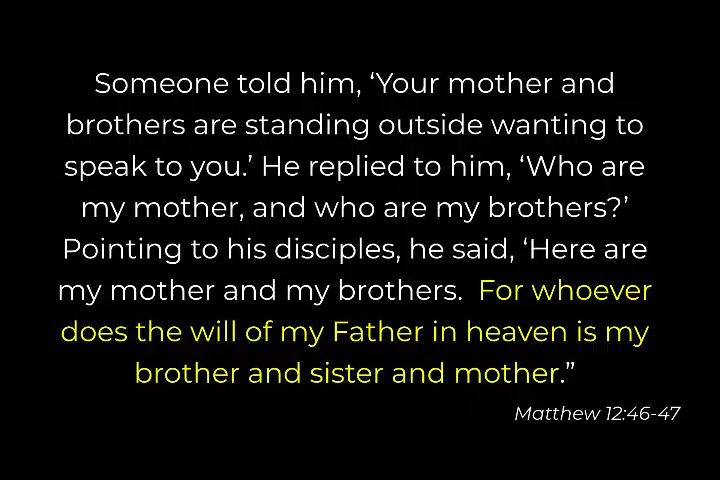 Someone told him, ‘Your mother and
brothers are standing outside wanting to
speak to you.’ He replied to him, ‘Who are
my mother, and who are my brothers?’
Pointing to his disciples, he said, ‘Here are
my mother and my brothers.  For whoever
does the will of my Father in heaven is my
brother and sister and mother.”
Matthew 12:46-47